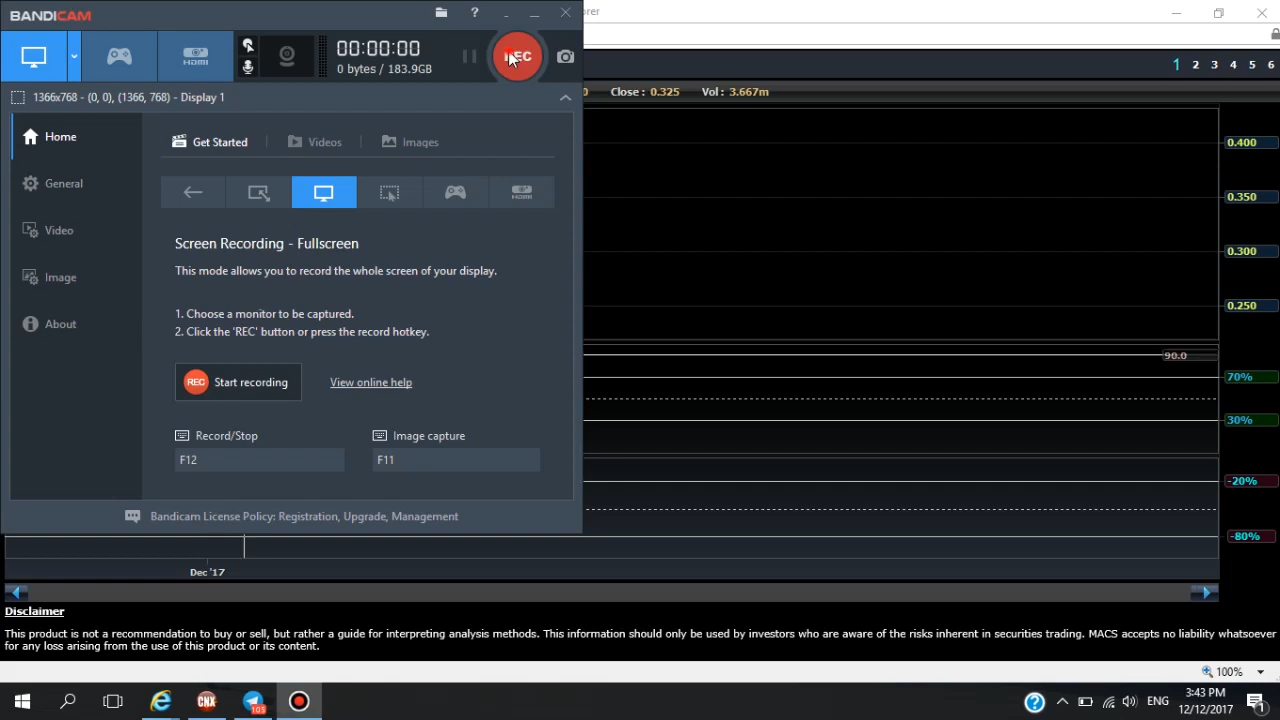 BANDICAM
?
rer
HDMI
00:00:00
0 bytes / 183.9GB
REC
1 2 3 4 5 6
1366x768 - (0, 0), (1366, 768) - Display 1
0 Close : 0.325 Vol : 3.667m
Home
General
Video
Image
About
Get Started
Videos
Images
HDMI
Screen Recording - Fullscreen
This mode allows you to record the whole screen of your display.
1. Choose a monitor to be captured.
2. Click the 'REC' button or press the record hotkey.
REC Start recording
View online help
Record/Stop
Image capture
F12
F11
Bandicam License Policy: Registration, Upgrade, Management
0.400
0.350
0.300
0.250
90.0
70%
30%
-20%
-80%
Dec '17
Disclaimer
This product is not a recommendation to buy or sell, but rather a guide for interpreting analysis methods. This information should only be used by investors who are aware of the risks inherent in securities trading. MACS accepts no liability whatsoever
for any loss arising from the use of this product or its content.
100%
CNX
105
?
ENG
3:43 PM
12/12/2017
1